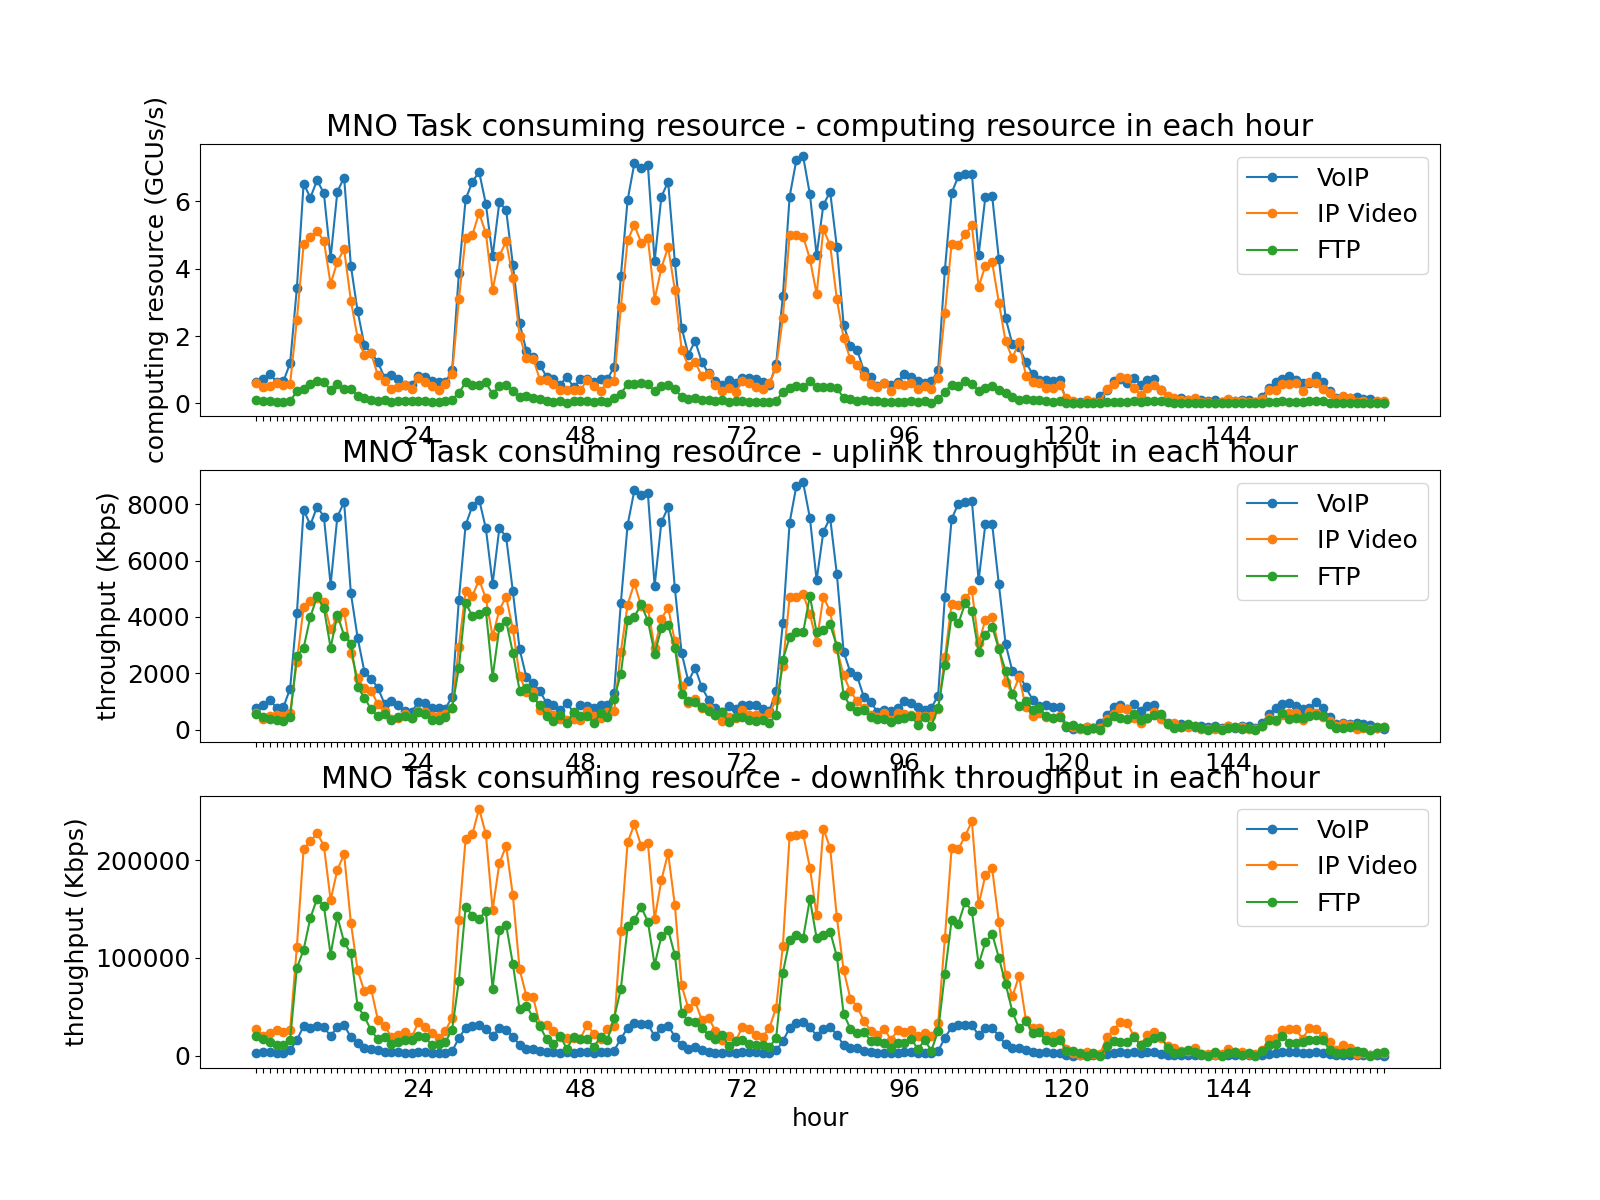 MNO Task consuming resource - computing resource in each hour
computing resource (GCUs/s)
6
4
2
0
VoIP
IP Video
FTP
24 48 72 96 120 144
MNO Task consuming resource - uplink throughput in each hour
throughput (Kbps)
8000
6000
4000
2000
0
VoIP
IP Video
FTP
24 48 72 96 120 144
MNO Task consuming resource - downlink throughput in each hour
throughput (Kbps)
200000
100000
0
VoIP
IP Video
FTP
24 48 72 96 120 144
hour